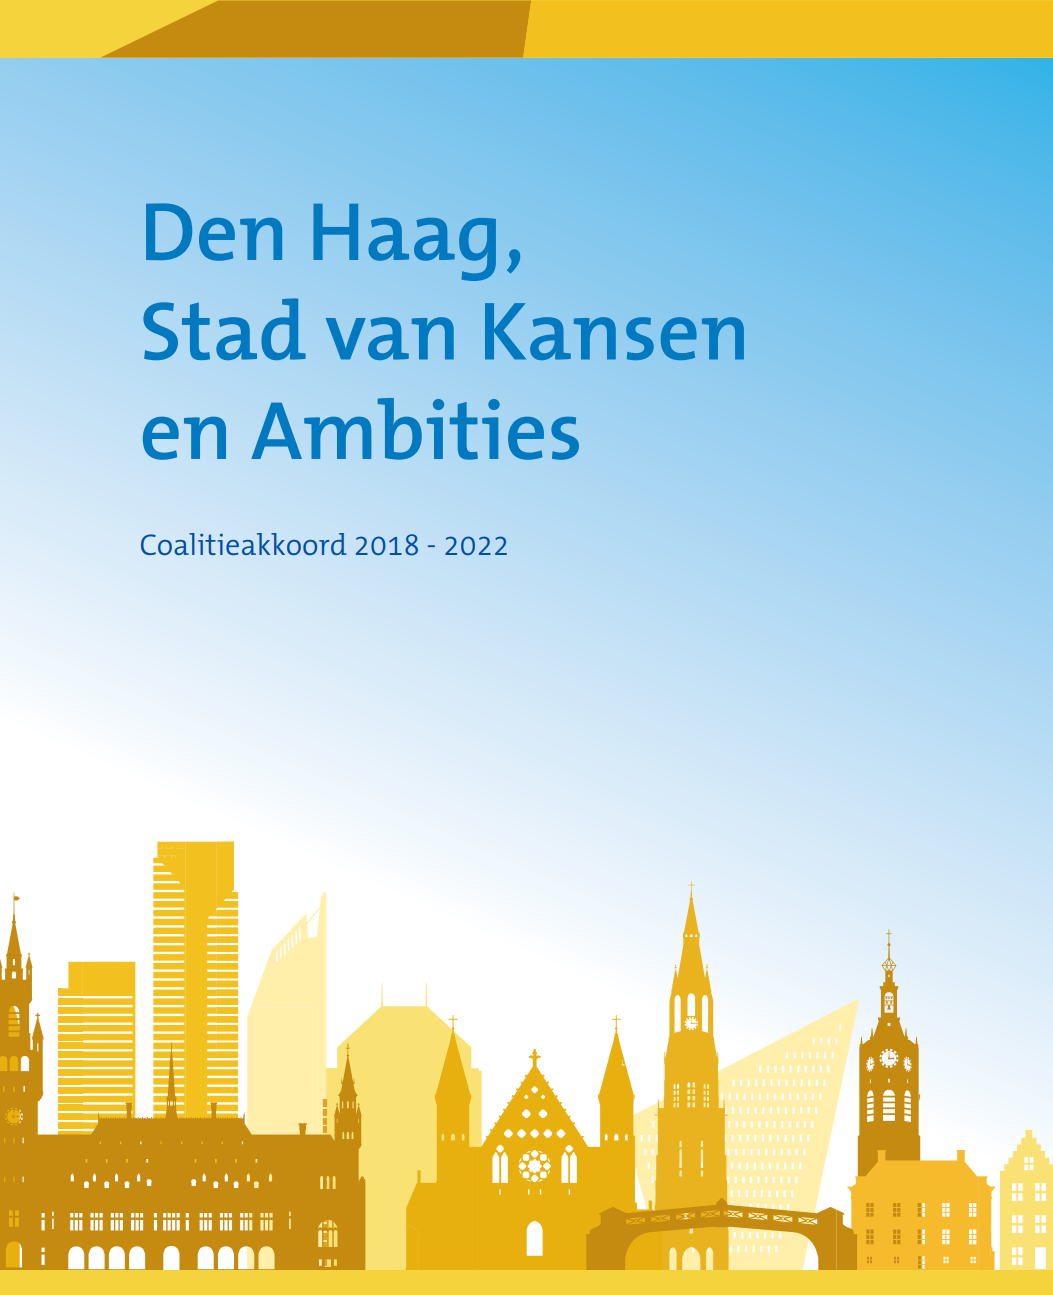 Den Haag,
Stad van Kansen
en Ambities
Coalitieakkoord 2018 - 2022